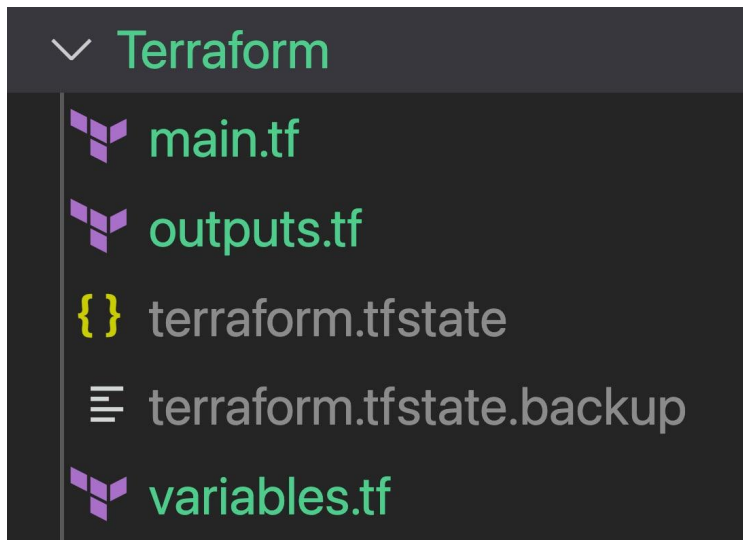 Terraform
main.tf
outputs.tf
{} terraform.tfstate
terraform.tfstate.backup
variables.tf